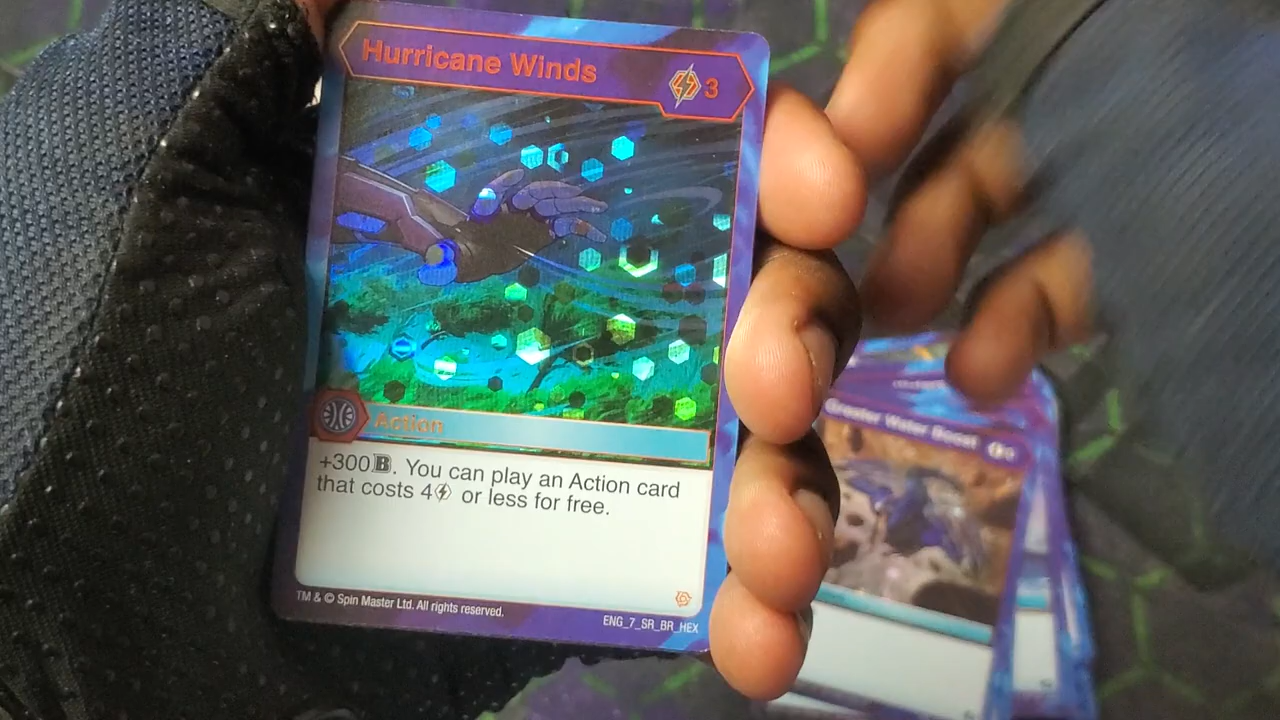 Hurricane Winds
3
Action
+300B. You can play an Action card
that costs 4 or less for free.
TM & © Spin Master Ltd. All rights reserved.
ENG_7_SR_BR_HEX
Greater Water Boost